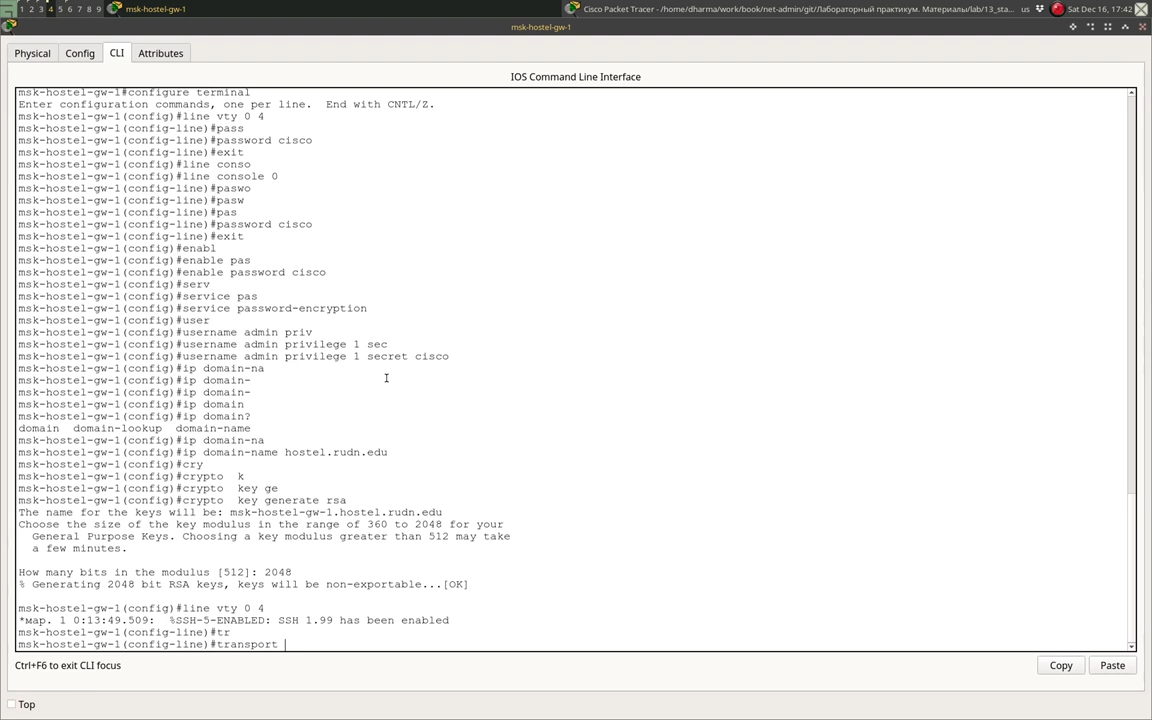 1 2 3 4 5 6 7 8 9 msk-hostel-gw-1 Cisco Packet Tracer - /home/dharma/work/book/net-admin/git/Лабораторный практикум. Материалы/lab/13_sta... us Sat Dec 16, 17:42
msk-hostel-gw-1
Physical Config CLI Attributes
IOS Command Line Interface
msk-hostel-gw-1#configure terminal
Enter configuration commands, one per line.  End with CNTL/Z.
msk-hostel-gw-1(config)#line vty 0 4
msk-hostel-gw-1(config-line)#pass
msk-hostel-gw-1(config-line)#password cisco
msk-hostel-gw-1(config-line)#exit
msk-hostel-gw-1(config)#line conso
msk-hostel-gw-1(config)#line console 0
msk-hostel-gw-1(config-line)#paswo
msk-hostel-gw-1(config-line)#pasw
msk-hostel-gw-1(config-line)#pas
msk-hostel-gw-1(config-line)#password cisco
msk-hostel-gw-1(config-line)#exit
msk-hostel-gw-1(config)#enabl
msk-hostel-gw-1(config)#enable pas
msk-hostel-gw-1(config)#enable password cisco
msk-hostel-gw-1(config)#serv
msk-hostel-gw-1(config)#service pas
msk-hostel-gw-1(config)#service password-encryption
msk-hostel-gw-1(config)#user
msk-hostel-gw-1(config)#username admin priv
msk-hostel-gw-1(config)#username admin privilege 1 sec
msk-hostel-gw-1(config)#username admin privilege 1 secret cisco
msk-hostel-gw-1(config)#ip domain-na
msk-hostel-gw-1(config)#ip domain-
msk-hostel-gw-1(config)#ip domain-
msk-hostel-gw-1(config)#ip domain
msk-hostel-gw-1(config)#ip domain?
domain  domain-lookup  domain-name
msk-hostel-gw-1(config)#ip domain-na
msk-hostel-gw-1(config)#ip domain-name hostel.rudn.edu
msk-hostel-gw-1(config)#cry
msk-hostel-gw-1(config)#crypto  k
msk-hostel-gw-1(config)#crypto  key ge
msk-hostel-gw-1(config)#crypto  key generate rsa
The name for the keys will be: msk-hostel-gw-1.hostel.rudn.edu
Choose the size of the key modulus in the range of 360 to 2048 for your
  General Purpose Keys. Choosing a key modulus greater than 512 may take
  a few minutes.
How many bits in the modulus [512]: 2048
% Generating 2048 bit RSA keys, keys will be non-exportable...[OK]
msk-hostel-gw-1(config)#line vty 0 4
*мар. 1 0:13:49.509:  %SSH-5-ENABLED: SSH 1.99 has been enabled
msk-hostel-gw-1(config-line)#tr
msk-hostel-gw-1(config-line)#transport
Ctrl+F6 to exit CLI focus
Copy Paste
Top